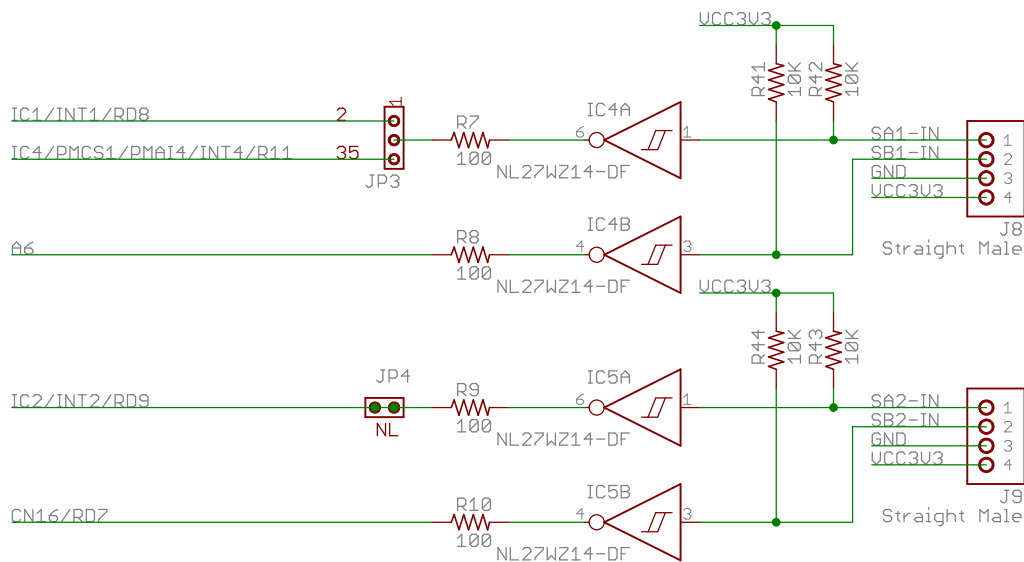 VCC3V3
R41
10K
R42
10K
IC1/INT1/RD8
2
1
R7
100
IC4A
6
1
NL27WZ14-DF
SA1-IN
1
IC4/PMCS1/PMAI4/INT4/R11
35
SB1-IN
2
JP3
GND
3
VCC3V3
4
J8
Straight Male
A6
R8
100
IC4B
4
3
NL27WZ14-DF
VCC3V3
R44
10K
R43
10K
JP4
NL
IC2/INT2/RD9
R9
100
IC5A
6
1
NL27WZ14-DF
SA2-IN
1
SB2-IN
2
GND
3
VCC3V3
4
J9
Straight Male
CN16/RD7
R10
100
IC5B
4
3
NL27WZ14-DF